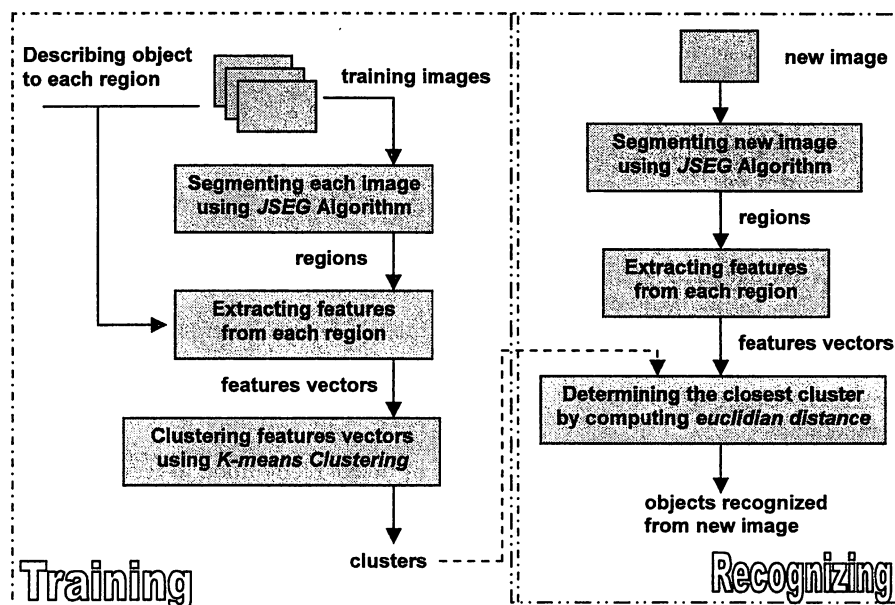 Describing object
to each region
training images
Segmenting each image
using JSEG Algorithm
regions
Extracting features
from each region
features vectors
Clustering features vectors
using K-means Clustering
clusters
Training
new image
Segmenting new image
using JSEG Algorithm
regions
Extracting features
from each region
features vectors
Determining the closest cluster
by computing euclidian distance
objects recognized
from new image
Recognizing